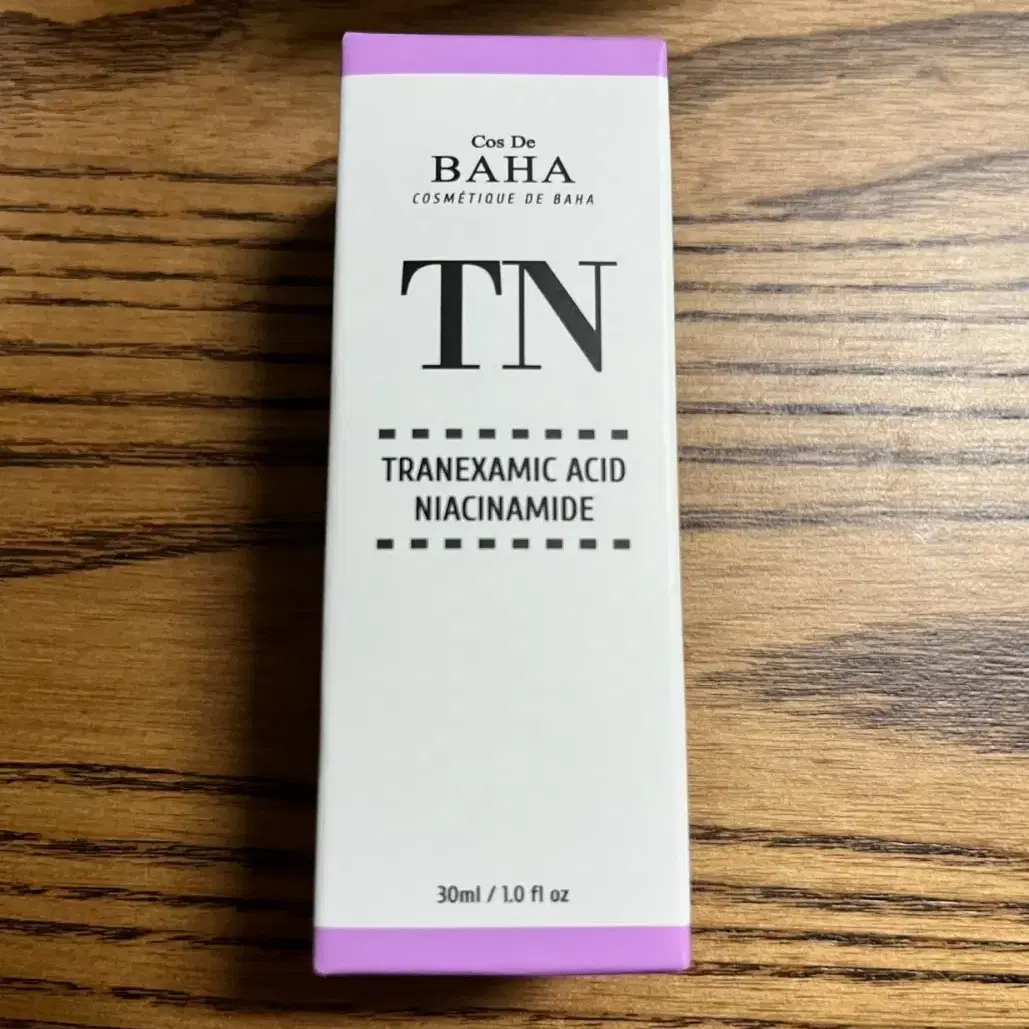 Cos De
BAHA
COSMÉTIQUE DE BAHA
TN
TRANEXAMIC ACID
NIACINAMIDE
30ml / 1.0 fl oz